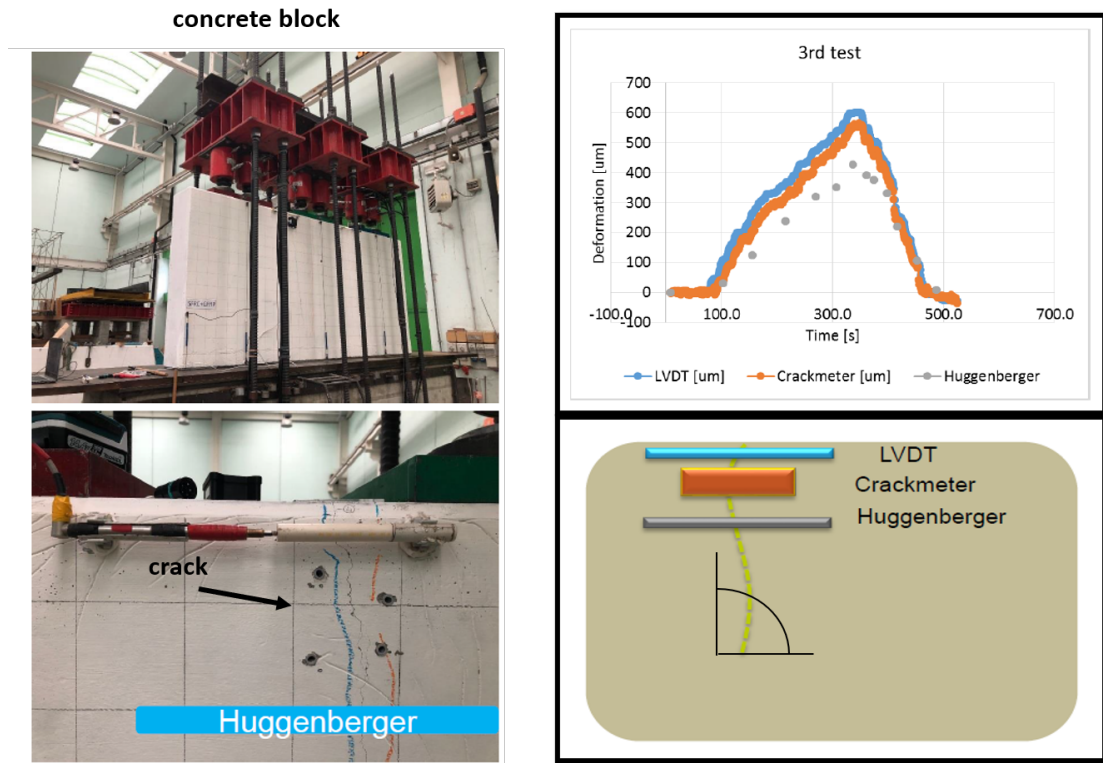 concrete block
3rd test
700
600
500
400
300
200
100
0
-100
Deformation [um]
-100.0
100.0
300.0
500.0
700.0
Time [s]
LVDT [um]
Crackmeter [um]
Huggenberger
crack
Huggenberger
LVDT
Crackmeter
Huggenberger